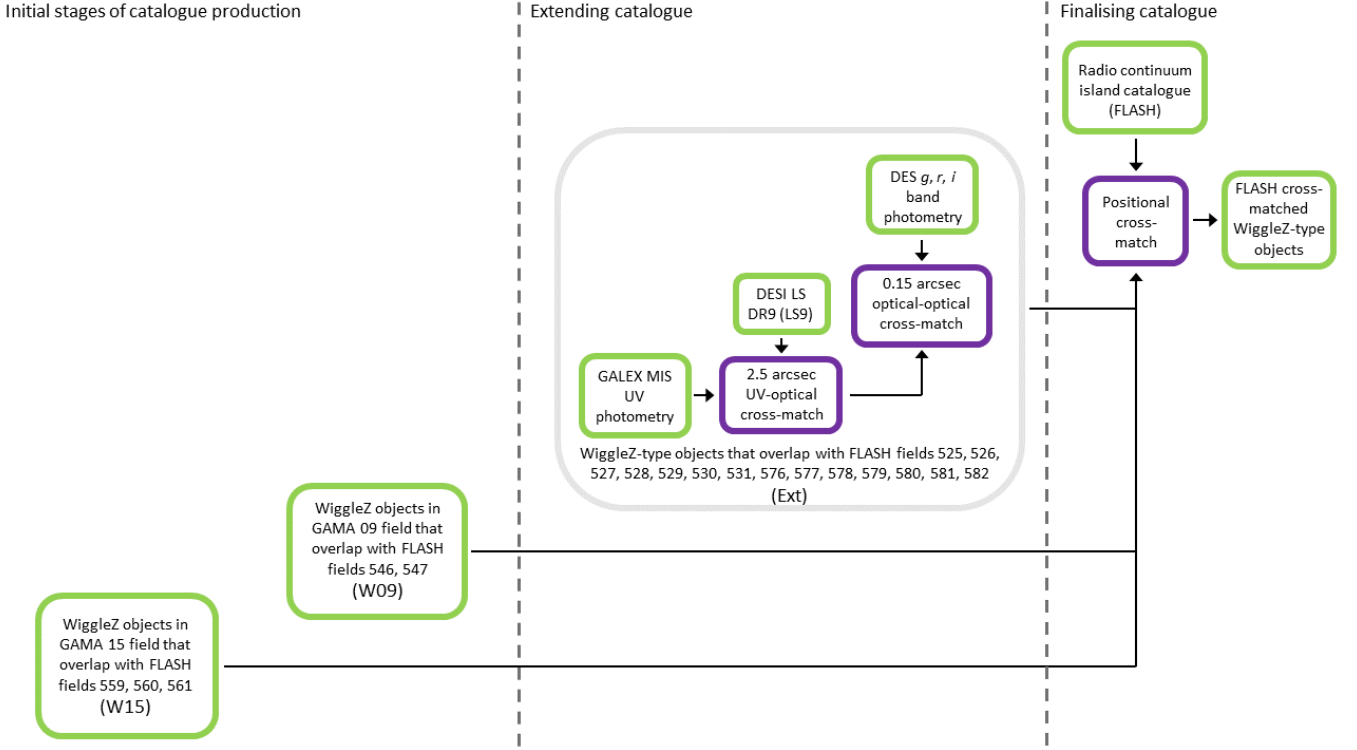 Initial stages of catalogue production
Extending catalogue
Finalising catalogue
Radio continuum
island catalogue
(FLASH)
Positional
cross-
match
FLASH cross-
matched
WiggleZ-type
objects
DES g, r, i
band
photometry
0.15 arcsec
optical-optical
cross-match
DESI LS
DR9 (LS9)
GALEX MIS
UV
photometry
2.5 arcsec
UV-optical
cross-match
WiggleZ-type objects that overlap with FLASH fields 525, 526,
527, 528, 529, 530, 531, 576, 577, 578, 579, 580, 581, 582
(Ext)
WiggleZ objects in
GAMA 09 field that
overlap with FLASH
fields 546, 547
(W09)
WiggleZ objects in
GAMA 15 field that
overlap with FLASH
fields 559, 560, 561
(W15)